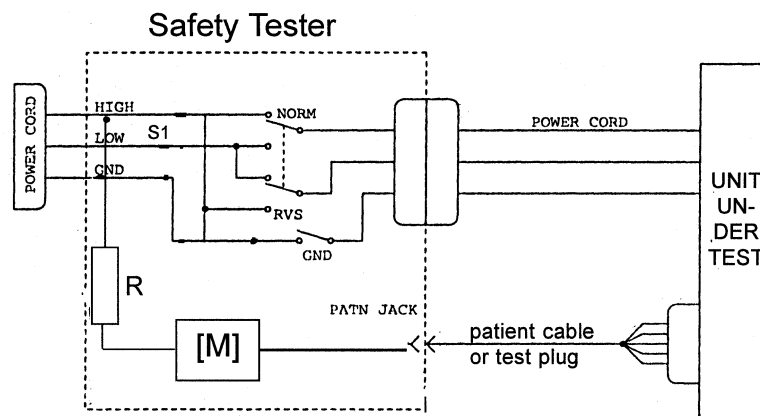 Safety Tester
HIGH
NORM
LOW
S1
GND
POWER CORD
POWER CORD
RVS
GND
UNIT
UN-
DER
TEST
R
PATN JACK
[M]
patient cable
or test plug